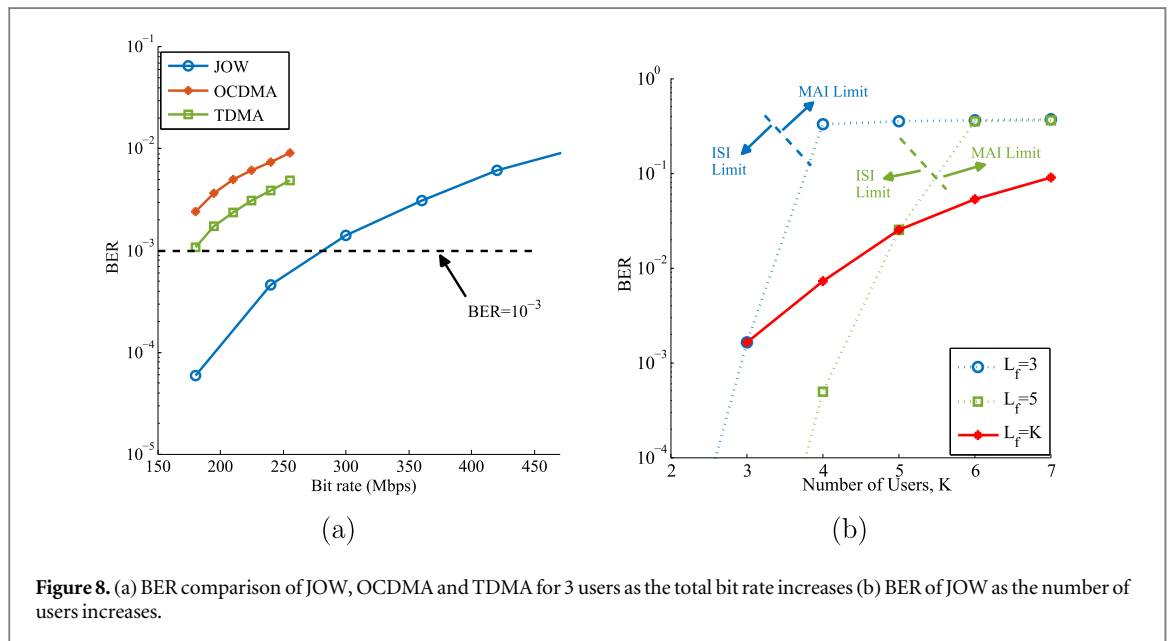 10⁻¹
10⁻²
10⁻³
10⁻⁴
10⁻⁵
BER
JOW
OCDMA
TDMA
BER=10⁻³
150 200 250 300 350 400 450
Bit rate (Mbps)
(a)
10⁰
10⁻¹
10⁻²
10⁻³
10⁻⁴
BER
MAI Limit
ISI
Limit
MAI Limit
ISI
Limit
L_f=3
L_f=5
L_f=K
2 3 4 5 6 7
Number of Users, K
(b)
Figure 8. (a) BER comparison of JOW, OCDMA and TDMA for 3 users as the total bit rate increases (b) BER of JOW as the number of
users increases.